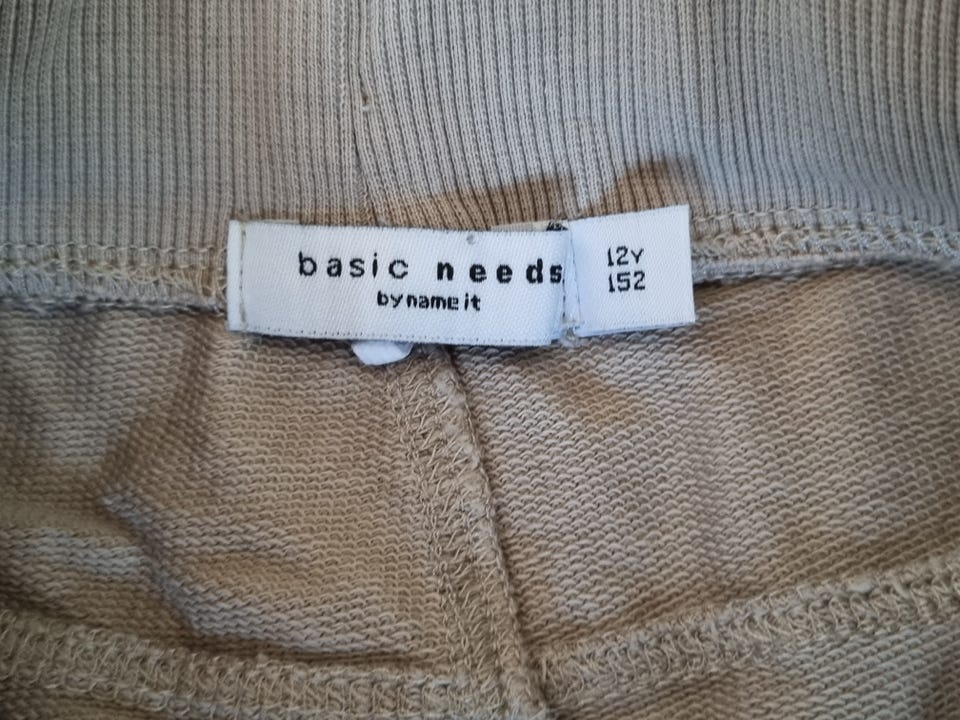 basic needs
by name it
12Y
152